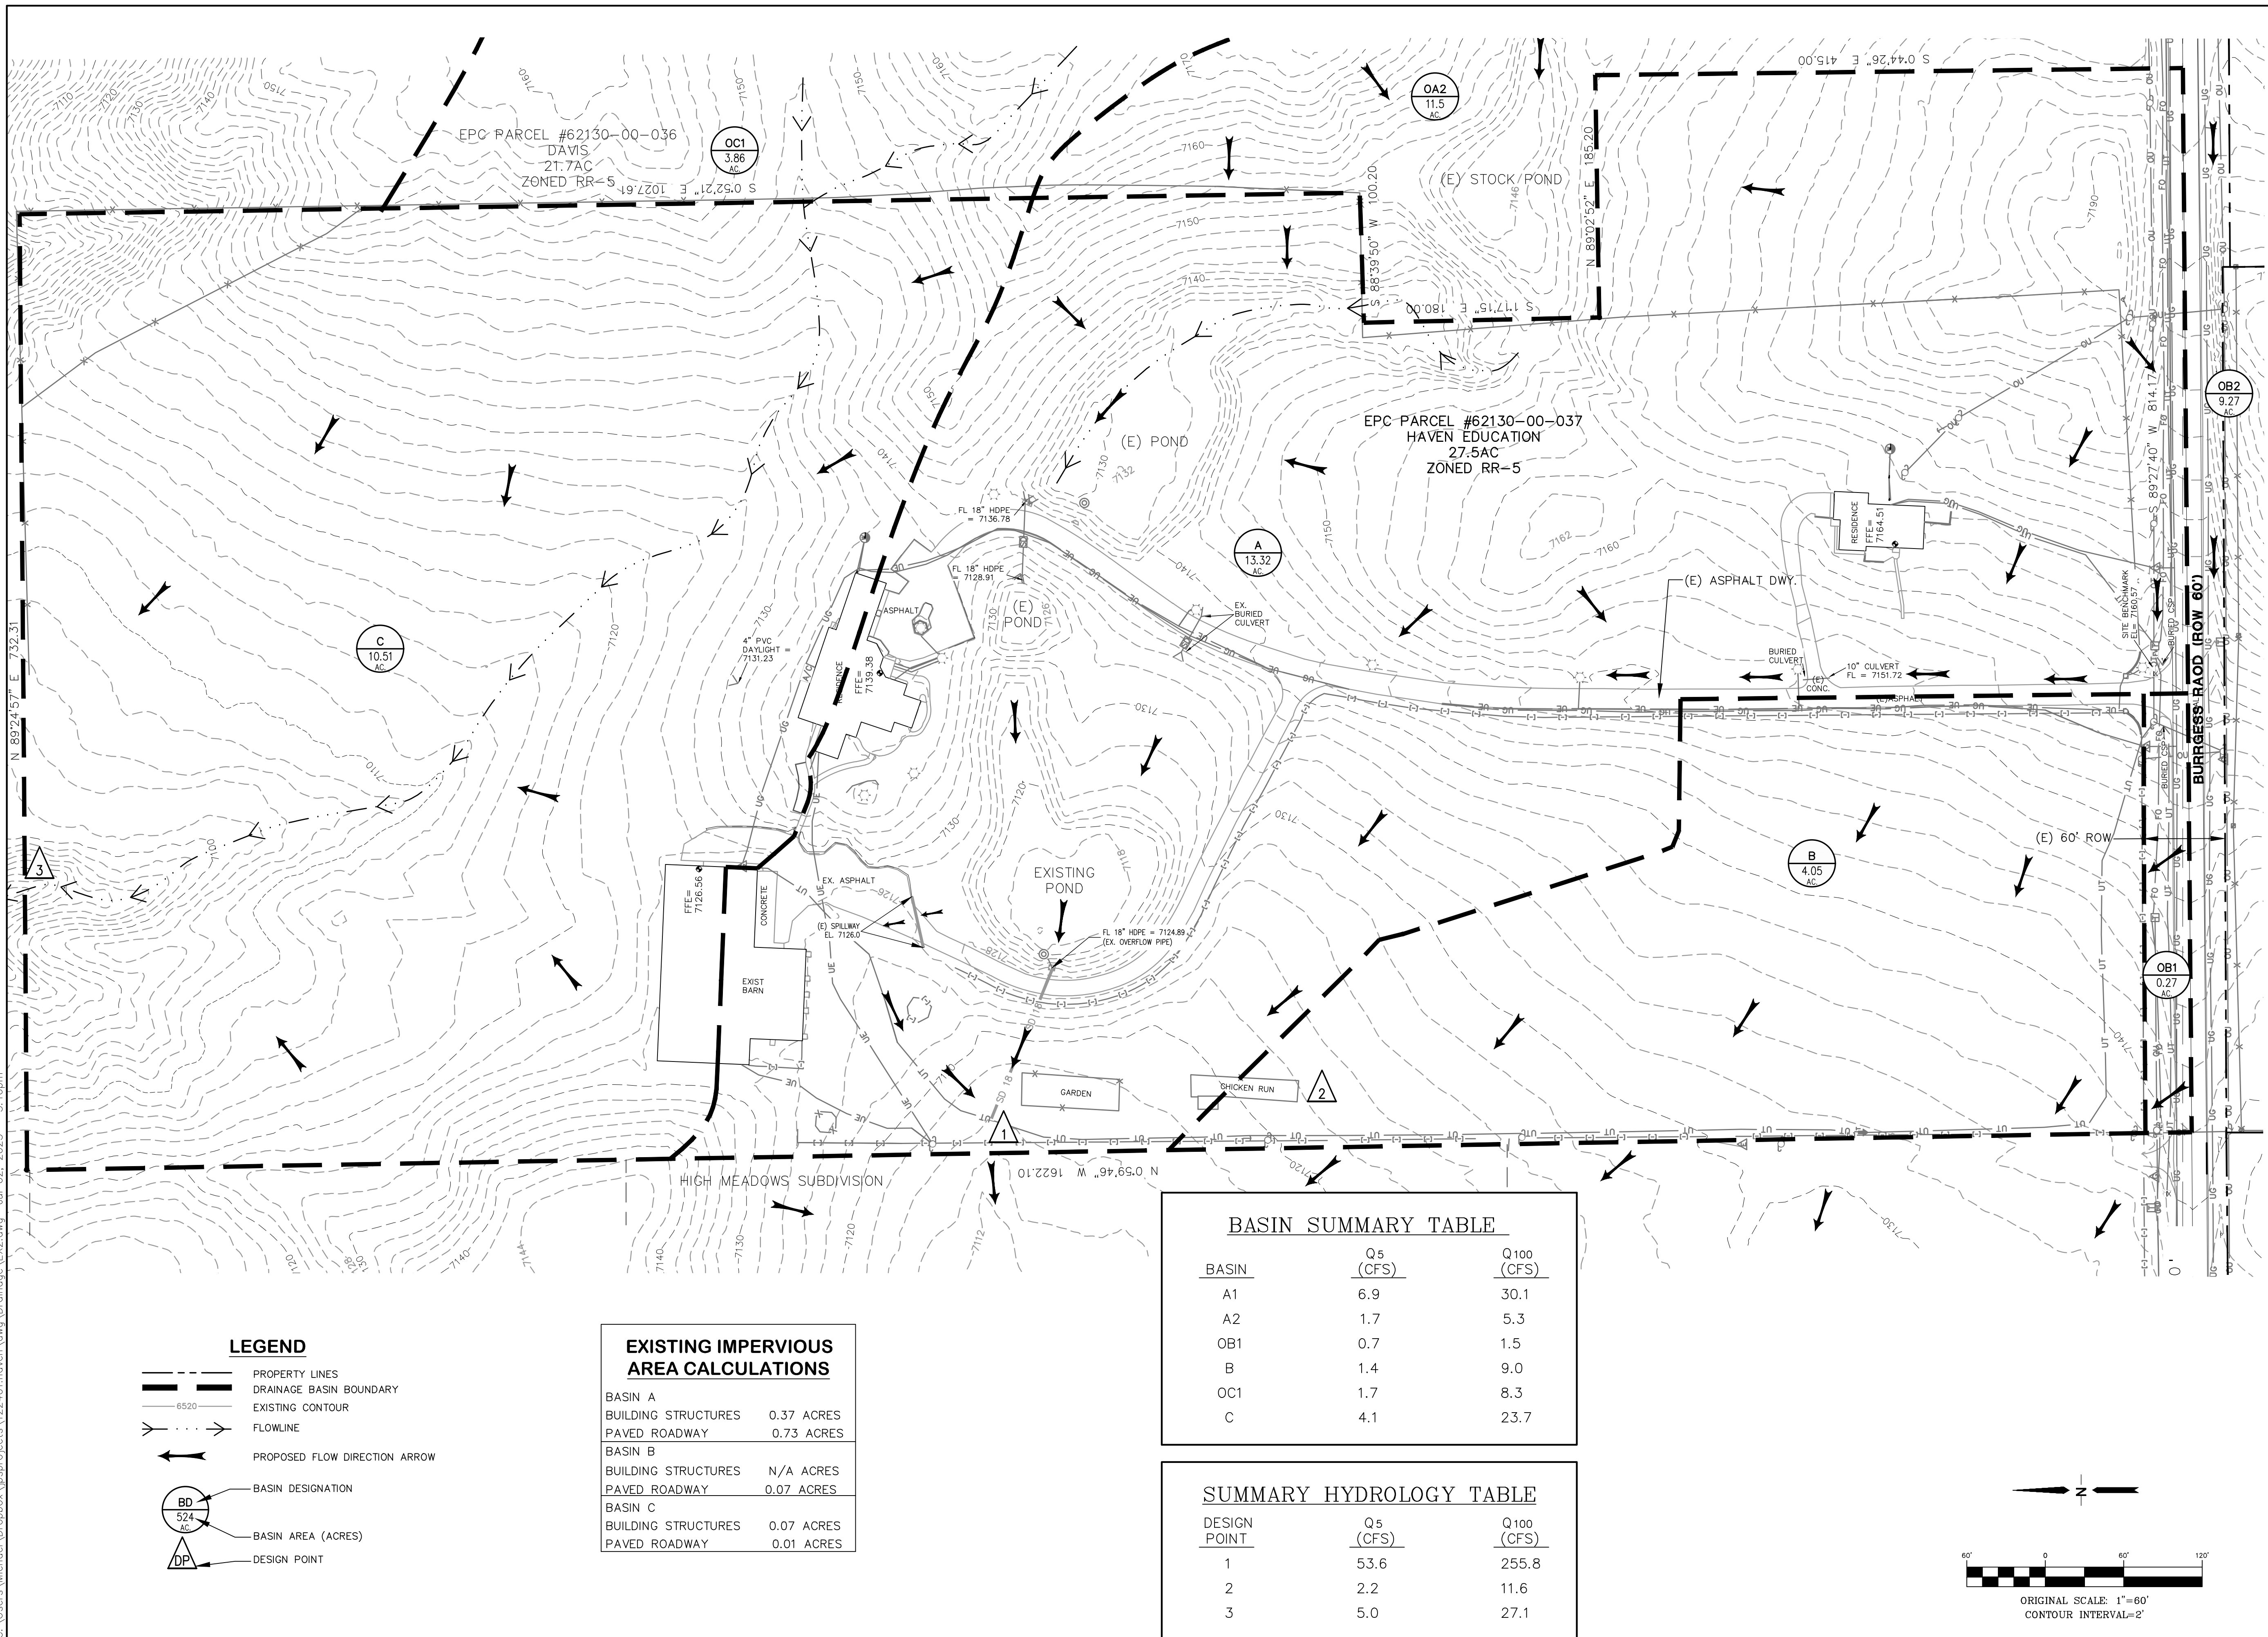 S 0°44'26" E 415.00
EPC PARCEL #62130-00-036
DAVIS
21.7AC
ZONED RR-5
S 0°52'21" E 1027.61
OC1
3.86
AC.
OA2
11.5
AC.
(E) STOCK POND
S 88°39'50" W 100.20
N 89°02'52" E 185.20
S 1°17'15" E 180.00
EPC PARCEL #62130-00-037
HAVEN EDUCATION
27.5AC
ZONED RR-5
OB2
9.27
AC.
S 89°27'40" W 814.17
(E) POND
FL 18" HDPE
= 7136.78
FL 18" HDPE
= 7128.91
(E)
POND
ASPHALT
A
13.32
AC.
EX.
BURIED
CULVERT
(E) ASPHALT DWY.
RESIDENCE
FFE=
7164.51
SITE BENCHMARK
EL= 7160.57
BURIED CSP
BURGESS RAOD (ROW 60')
BURIED
CULVERT
(E)
CONC.
10" CULVERT
FL = 7151.72
(E)ASPHALT
BURIED CSP
4" PVC
DAYLIGHT =
7131.23
RESIDENCE
FFE=
7139.38
N 89°24'57" E 732.31
C
10.51
AC.
3
(E) 60' ROW
B
4.05
AC.
OB1
0.27
AC.
EXISTING
POND
FFE=
7126.56
CONCRETE
EX. ASPHALT
(E) SPILLWAY
EL. 7126.0
FL 18" HDPE = 7124.89
(EX. OVERFLOW PIPE)
EXIST
BARN
SD 18
GARDEN
CHICKEN RUN
2
1
N 0°59'46" W 1622.10
HIGH MEADOWS SUBDIVISION
BASIN SUMMARY TABLE
BASIN Q5 (CFS) Q100 (CFS)
A1 6.9 30.1
A2 1.7 5.3
OB1 0.7 1.5
B 1.4 9.0
OC1 1.7 8.3
C 4.1 23.7
LEGEND
PROPERTY LINES
DRAINAGE BASIN BOUNDARY
6520 EXISTING CONTOUR
FLOWLINE
PROPOSED FLOW DIRECTION ARROW
BD
524
AC.
BASIN DESIGNATION
BASIN AREA (ACRES)
DP
DESIGN POINT
EXISTING IMPERVIOUS
AREA CALCULATIONS
BASIN A
BUILDING STRUCTURES 0.37 ACRES
PAVED ROADWAY 0.73 ACRES
BASIN B
BUILDING STRUCTURES N/A ACRES
PAVED ROADWAY 0.07 ACRES
BASIN C
BUILDING STRUCTURES 0.07 ACRES
PAVED ROADWAY 0.01 ACRES
SUMMARY HYDROLOGY TABLE
DESIGN POINT Q5 (CFS) Q100 (CFS)
1 53.6 255.8
2 2.2 11.6
3 5.0 27.1
N
60' 0 60' 120'
ORIGINAL SCALE: 1"=60'
CONTOUR INTERVAL=2'